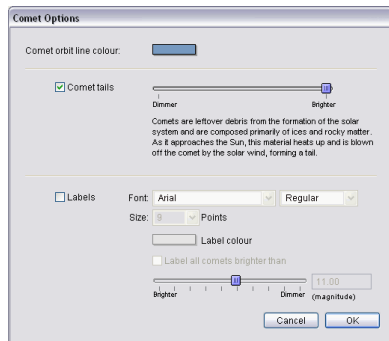 Comet Options
Comet orbit line colour:
Comet tails
Dimmer Brighter
Comets are leftover debris from the formation of the solar
system and are composed primarily of ices and rocky matter.
As it approaches the Sun, this material heats up and is blown
off the comet by the solar wind, forming a tail.
Labels Font: Arial Regular
Size: 9 Points
Label colour
Label all comets brighter than
11.00
Brighter Dimmer (magnitude)
Cancel OK